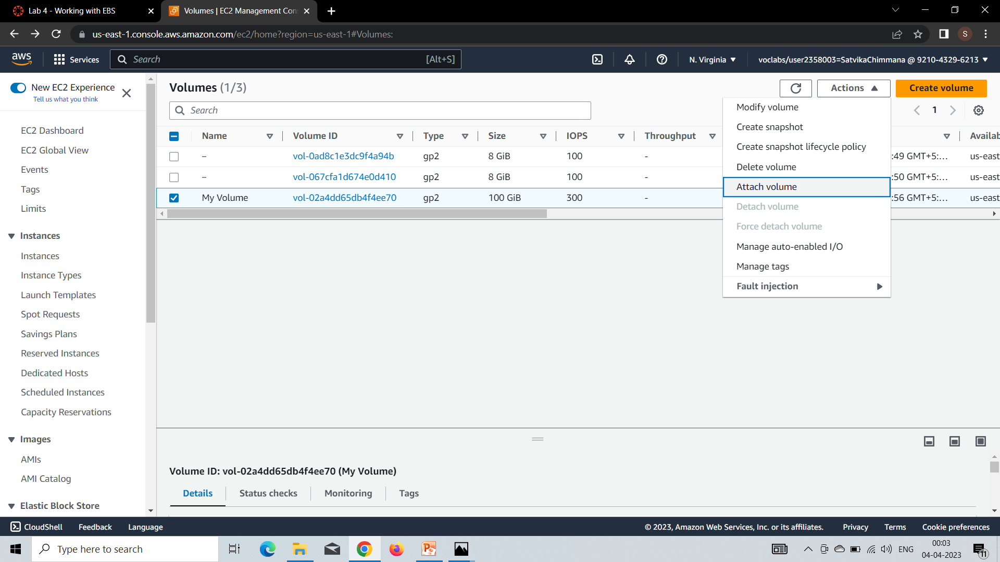 Lab 4 - Working with EBS
Volumes | EC2 Management Con
us-east-1.console.aws.amazon.com/ec2/home?region=us-east-1#Volumes:
S
aws
Services
Search
[Alt+S]
N. Virginia
voclabs/user2358003=SatvikaChimmana @ 9210-4329-6213
New EC2 Experience
Tell us what you think
EC2 Dashboard
EC2 Global View
Events
Tags
Limits
Instances
Instances
Instance Types
Launch Templates
Spot Requests
Savings Plans
Reserved Instances
Dedicated Hosts
Scheduled Instances
Capacity Reservations
Images
AMIs
AMI Catalog
Elastic Block Store
Volumes (1/3)
Actions
Create volume
Search
1
Name Volume ID Type Size IOPS Throughput Availab
– vol-0ad8c1e3dc9f4a94b gp2 8 GiB 100 - :49 GMT+5:... us-east
– vol-067cfa1d674e0d410 gp2 8 GiB 100 - :50 GMT+5:... us-east
My Volume vol-02a4dd65db4f4ee70 gp2 100 GiB 300 - :56 GMT+5:... us-east
Modify volume
Create snapshot
Create snapshot lifecycle policy
Delete volume
Attach volume
Detach volume
Force detach volume
Manage auto-enabled I/O
Manage tags
Fault injection
Volume ID: vol-02a4dd65db4f4ee70 (My Volume)
Details
Status checks
Monitoring
Tags
CloudShell
Feedback
Language
© 2023, Amazon Web Services, Inc. or its affiliates.
Privacy
Terms
Cookie preferences
Type here to search
ENG
00:03
04-04-2023
11